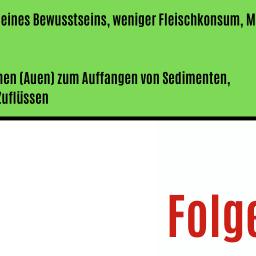 eines Bewusstseins, weniger Fleischkonsum, M
nen (Auen) zum Auffangen von Sedimenten,
Zuflüssen
Folge